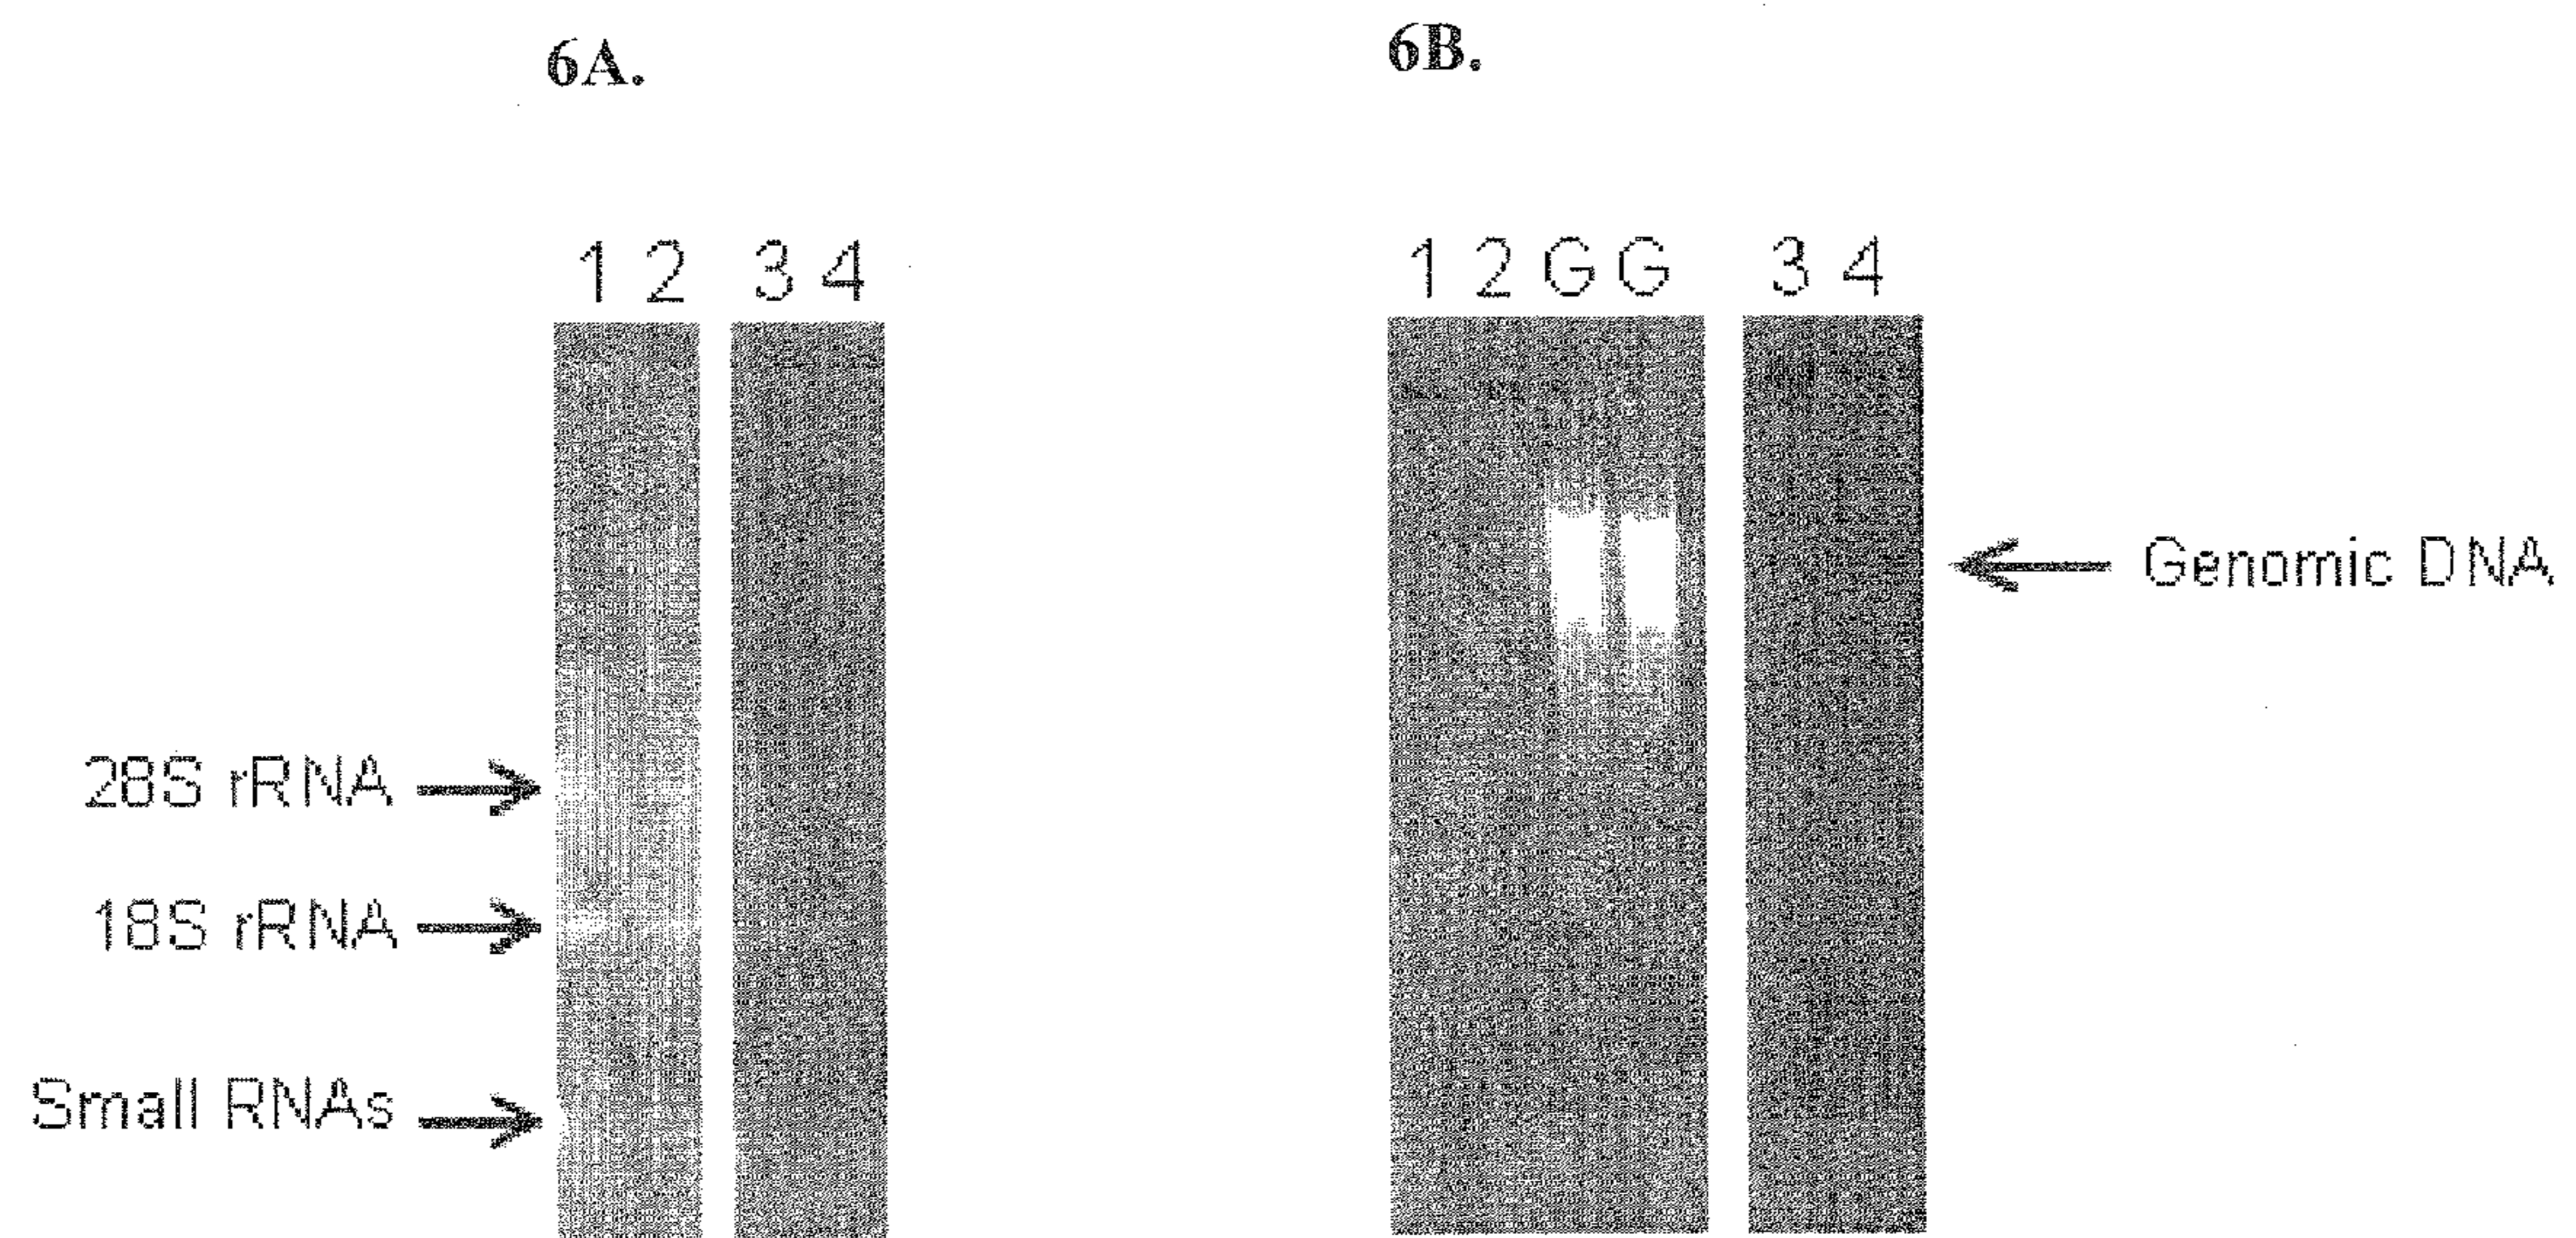 6A.
6B.
1 2 3 4
1 2 G G 3 4
Genomic DNA
28S rRNA
18S rRNA
Small RNAs